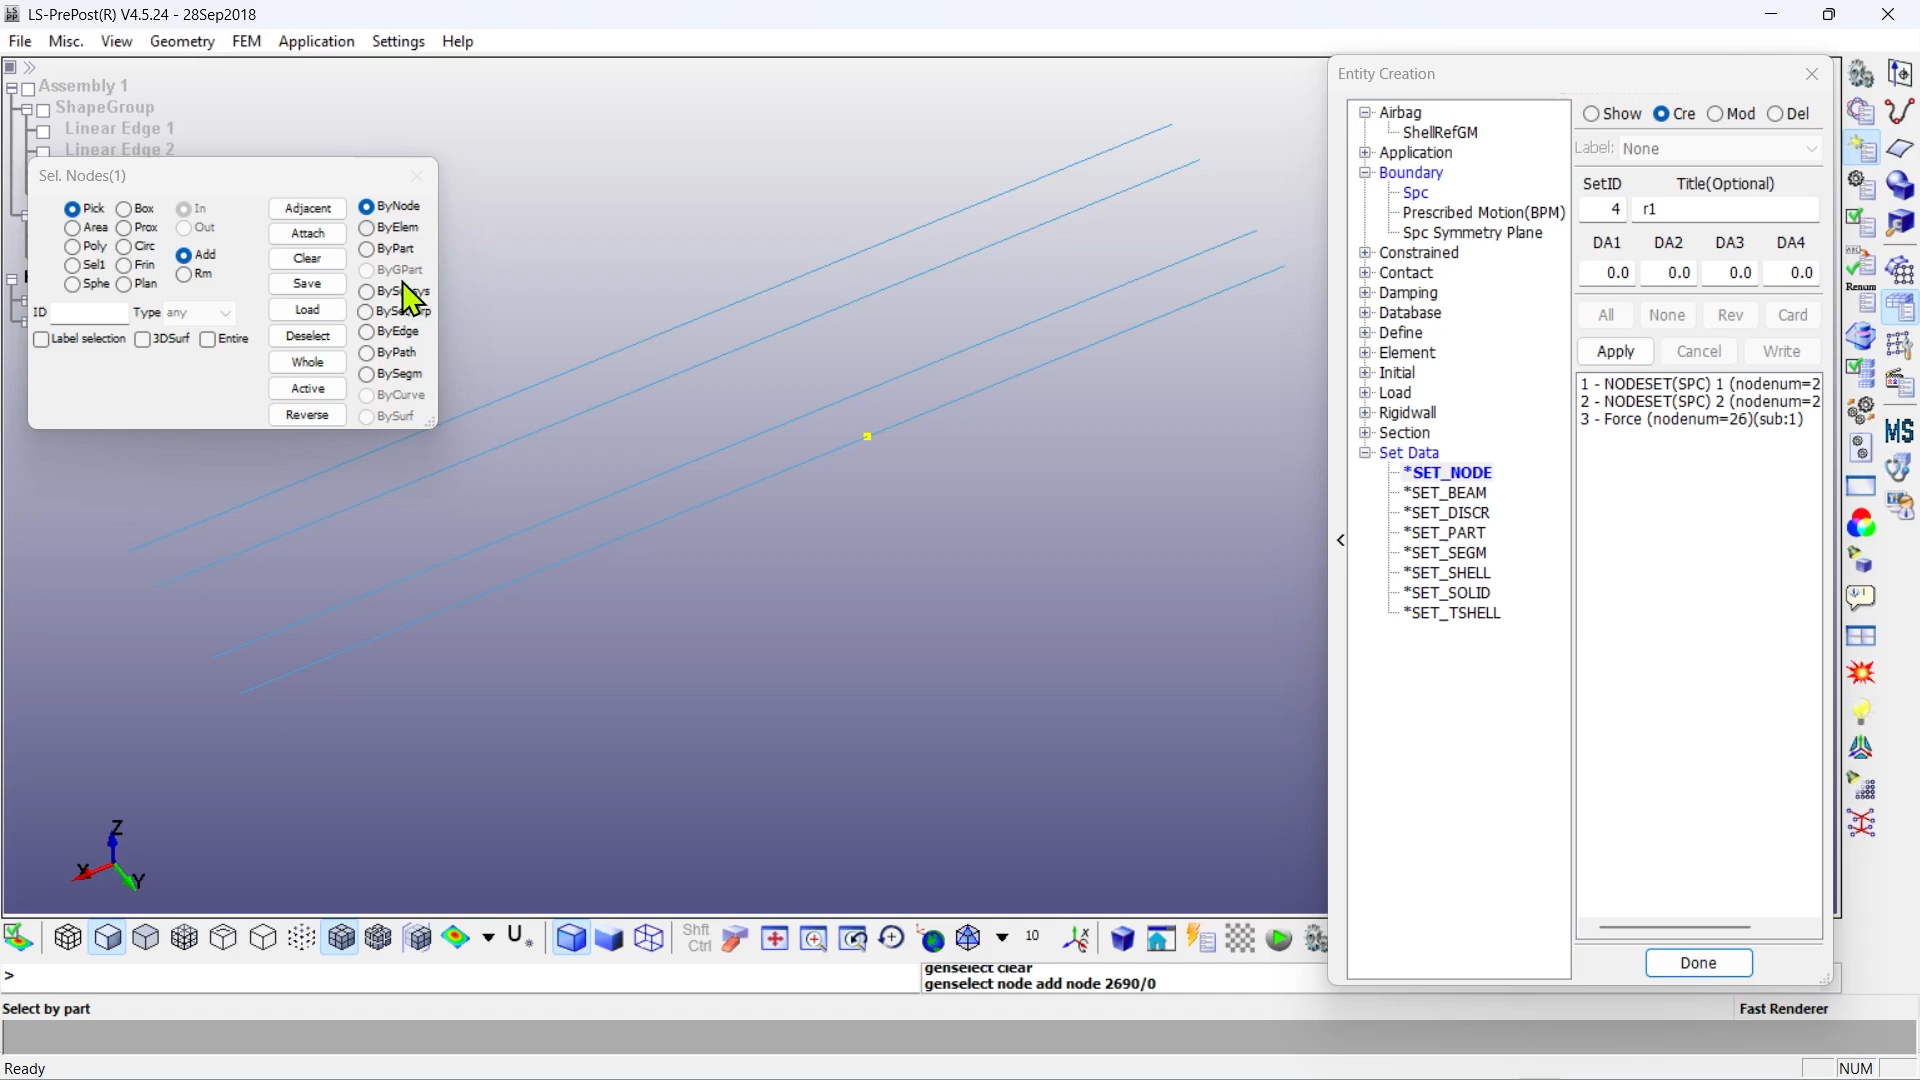 LS-PrePost(R) V4.5.24 - 28Sep2018
File Misc. View Geometry FEM Application Settings Help
Assembly 1
ShapeGroup
Linear Edge 1
Linear Edge 2
Sel. Nodes(1)
Pick Box In Adjacent ByNode
Area Prox Out Attach ByElem
Poly Circ Add Clear ByPart
Sel1 Frin Rm Save ByGPart
Sphe Plan
ID Type any Load
Label selection 3DSurf Entire Deselect ByEdge
Whole ByPath
Active BySegm
Reverse ByCurve
BySurf
Z
X
Y
Entity Creation
Airbag
ShellRefGM
Application
Boundary
Spc
Prescribed Motion(BPM)
Spc Symmetry Plane
Constrained
Contact
Damping
Database
Define
Element
Initial
Load
Rigidwall
Section
Set Data
*SET_NODE
*SET_BEAM
*SET_DISCR
*SET_PART
*SET_SEGM
*SET_SHELL
*SET_SOLID
*SET_TSHELL
Show Cre Mod Del
Label: None
SetID Title(Optional)
4 r1
DA1 DA2 DA3 DA4
0.0 0.0 0.0 0.0
All None Rev Card
Apply Cancel Write
1 - NODESET(SPC) 1 (nodenum=2
2 - NODESET(SPC) 2 (nodenum=2
3 - Force (nodenum=26)(sub:1)
Done
Renum
MS
Shft
Ctrl
10
>
genselect clear
genselect node add node 2690/0
Select by part
Fast Renderer
Ready
NUM